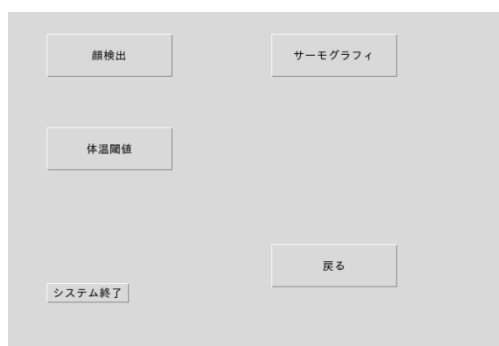 顔検出
サーモグラフィ
体温閾値
戻る
システム終了